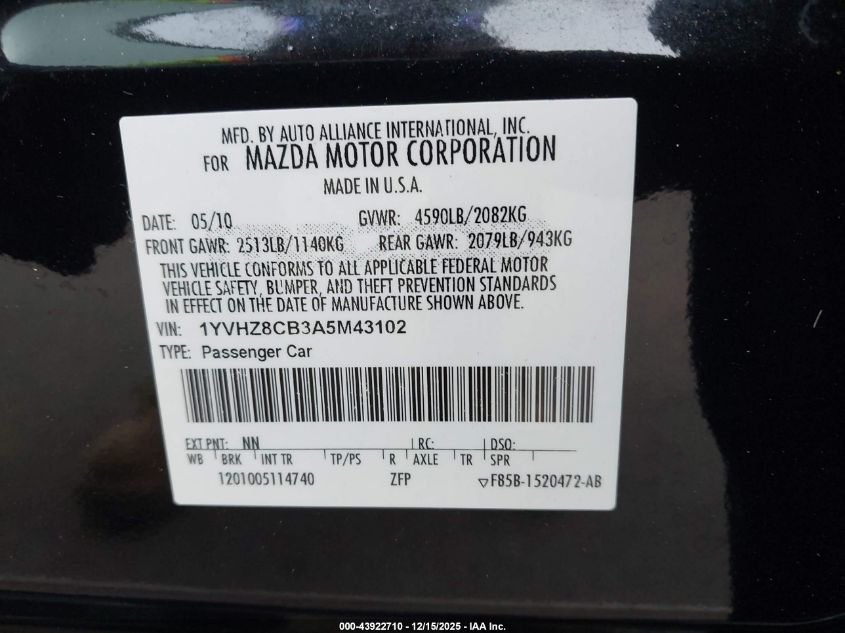 MFD. BY AUTO ALLIANCE INTERNATIONAL, INC.
FOR MAZDA MOTOR CORPORATION
MADE IN U.S.A.
DATE: 05/10 GVWR: 4590LB/2082KG
FRONT GAWR: 2513LB/1140KG REAR GAWR: 2079LB/943KG
THIS VEHICLE CONFORMS TO ALL APPLICABLE FEDERAL MOTOR
VEHICLE SAFETY, BUMPER, AND THEFT PREVENTION STANDARDS
IN EFFECT ON THE DATE OF MANUFACTURE SHOWN ABOVE.
VIN: 1YVHZ8CB3A5M43102
TYPE: Passenger Car
EXT PNT: NN RC: DSO:
WB BRK INT TR TP/PS R AXLE TR SPR
1201005114740 ZFP ▽F85B-1520472-AB
000-43922710 - 12/15/2025 - IAA Inc.